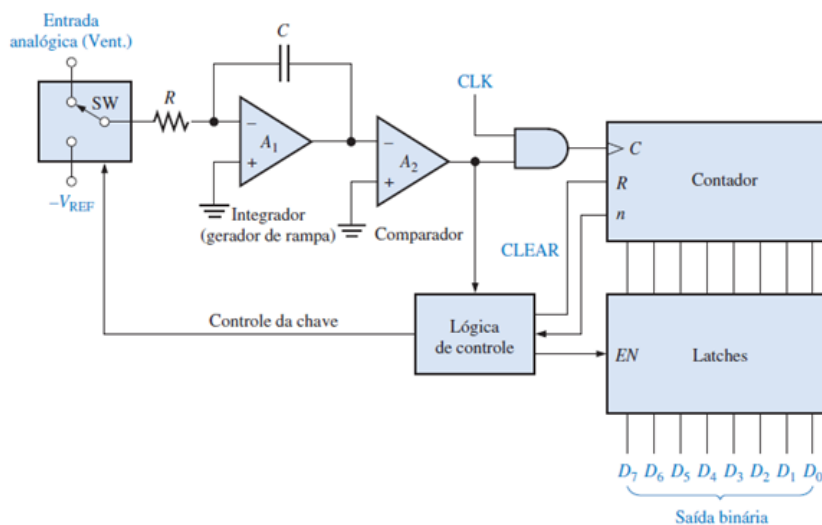 Entrada
analógica (Vent.)
SW
R
C
−
+
A1
−
+
A2
CLK
C
R
n
Contador
−VREF
Integrador
(gerador de rampa)
Comparador
CLEAR
Controle da chave
Lógica
de controle
EN
Latches
D7 D6 D5 D4 D3 D2 D1 D0
Saída binária